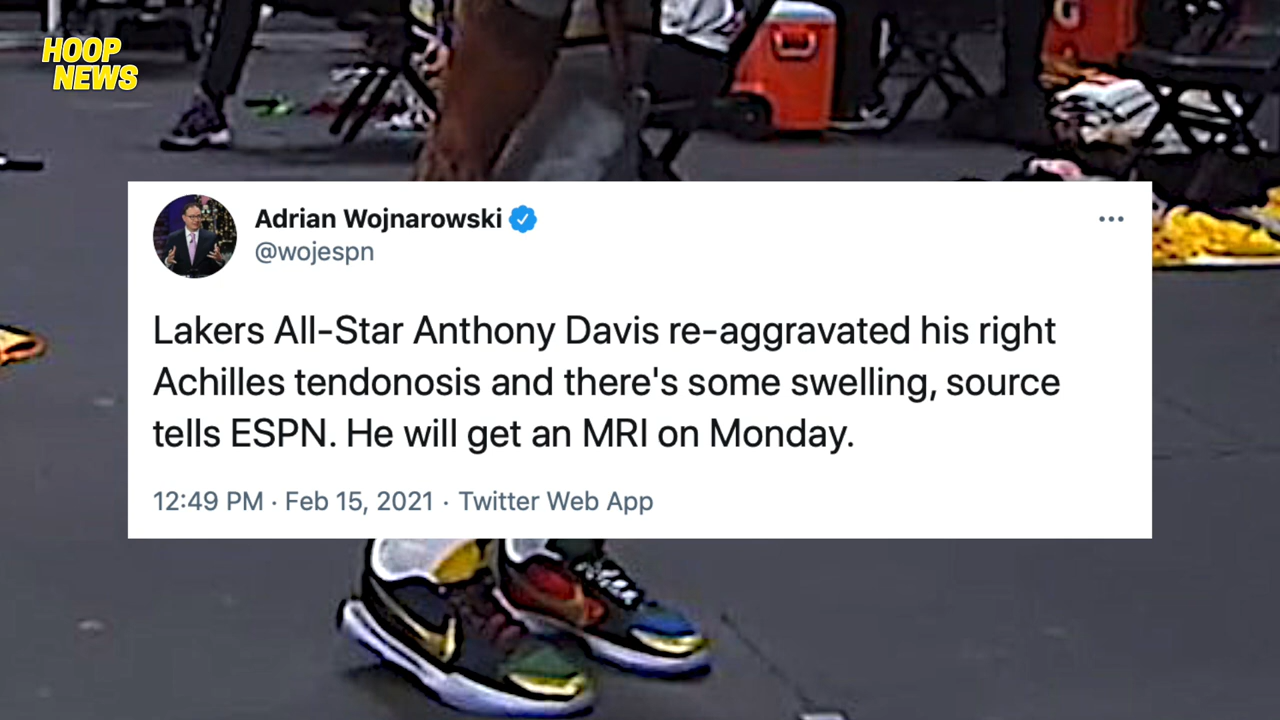 HOOP
NEWS
Adrian Wojnarowski
@wojespn
Lakers All-Star Anthony Davis re-aggravated his right
Achilles tendonosis and there's some swelling, source
tells ESPN. He will get an MRI on Monday.
12:49 PM · Feb 15, 2021 · Twitter Web App